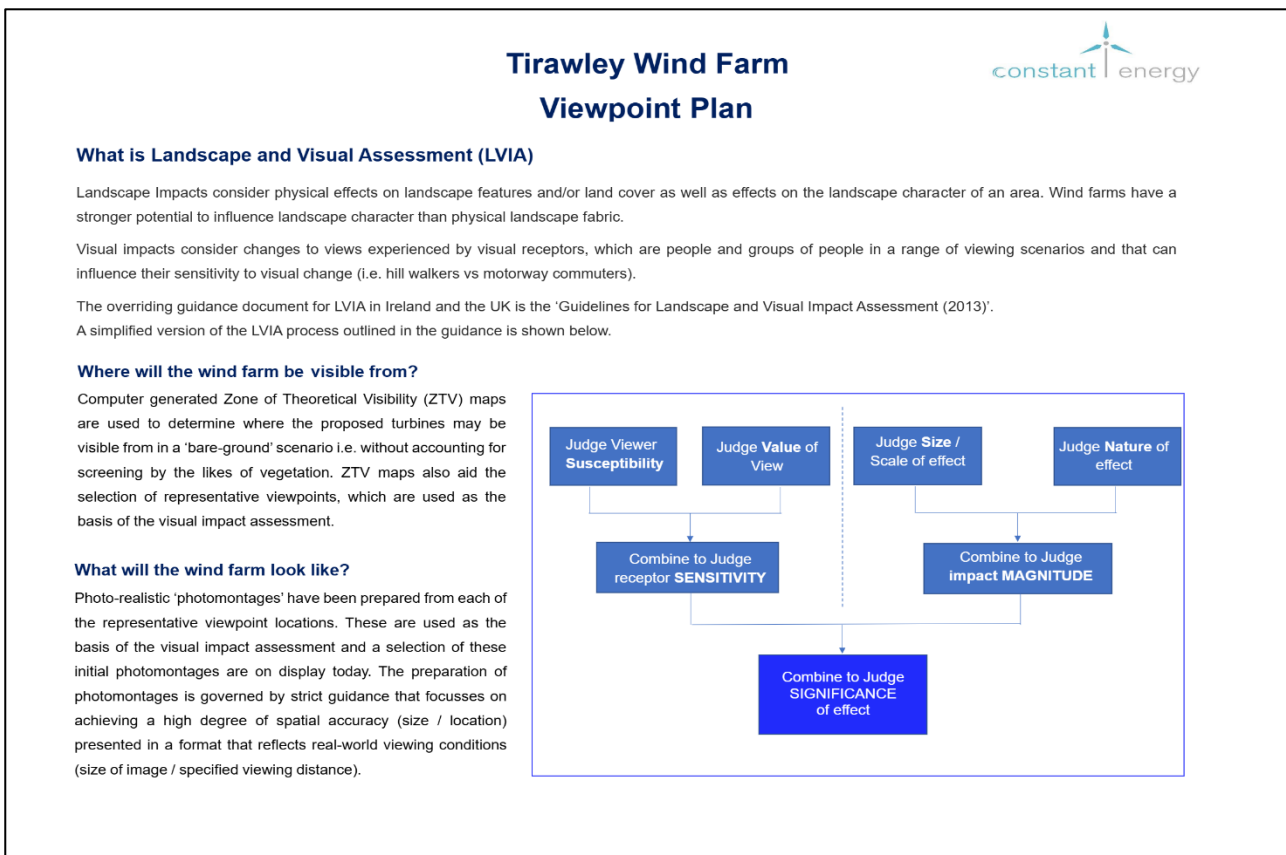 Tirawley Wind Farm
Viewpoint Plan
constant energy
What is Landscape and Visual Assessment (LVIA)
Landscape Impacts consider physical effects on landscape features and/or land cover as well as effects on the landscape character of an area. Wind farms have a
stronger potential to influence landscape character than physical landscape fabric.
Visual impacts consider changes to views experienced by visual receptors, which are people and groups of people in a range of viewing scenarios and that can
influence their sensitivity to visual change (i.e. hill walkers vs motorway commuters).
The overriding guidance document for LVIA in Ireland and the UK is the ‘Guidelines for Landscape and Visual Impact Assessment (2013)’.
A simplified version of the LVIA process outlined in the guidance is shown below.
Where will the wind farm be visible from?
Computer generated Zone of Theoretical Visibility (ZTV) maps
are used to determine where the proposed turbines may be
visible from in a ‘bare-ground’ scenario i.e. without accounting for
screening by the likes of vegetation. ZTV maps also aid the
selection of representative viewpoints, which are used as the
basis of the visual impact assessment.
What will the wind farm look like?
Photo-realistic ‘photomontages’ have been prepared from each of
the representative viewpoint locations. These are used as the
basis of the visual impact assessment and a selection of these
initial photomontages are on display today. The preparation of
photomontages is governed by strict guidance that focusses on
achieving a high degree of spatial accuracy (size / location)
presented in a format that reflects real-world viewing conditions
(size of image / specified viewing distance).
Judge Viewer
Susceptibility
Judge Value of
View
Judge Size /
Scale of effect
Judge Nature of
effect
Combine to Judge
receptor SENSITIVITY
Combine to Judge
impact MAGNITUDE
Combine to Judge
SIGNIFICANCE
of effect